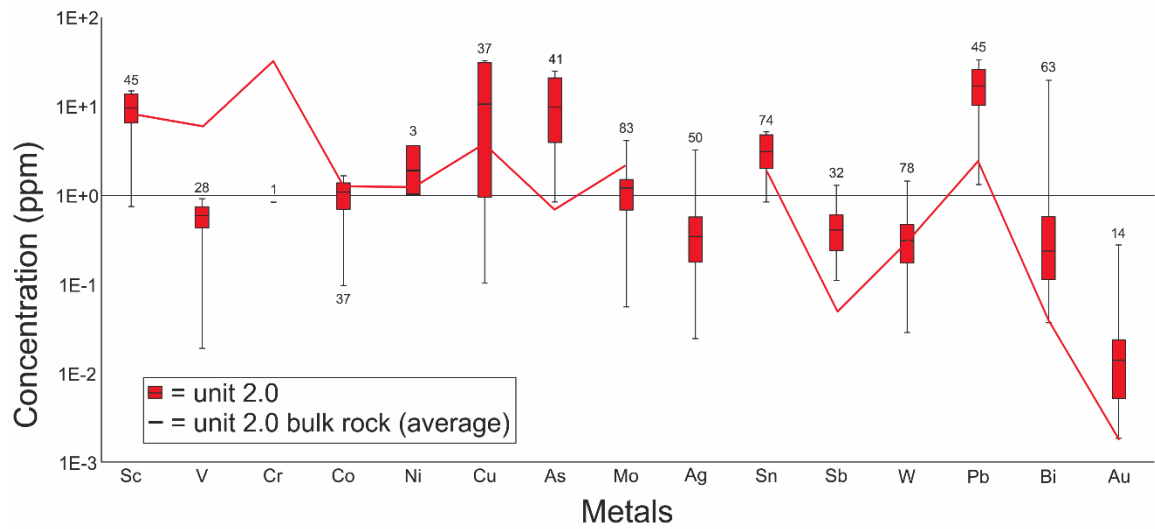 Concentration (ppm)
1E+2
1E+1
1E+0
1E-1
1E-2
1E-3
45
28
1
37
3
37
41
83
50
74
32
78
45
63
14
= unit 2.0
= unit 2.0 bulk rock (average)
Sc V Cr Co Ni Cu As Mo Ag Sn Sb W Pb Bi Au
Metals